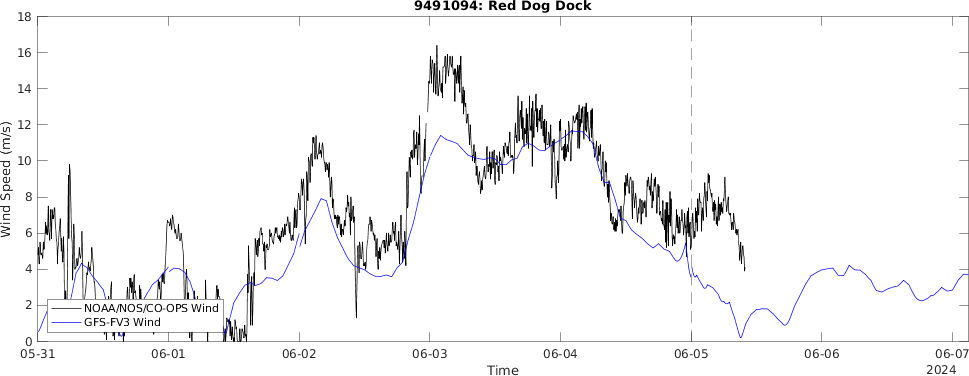 9491094: Red Dog Dock
18
16
14
12
10
8
6
4
2
0
Wind Speed (m/s)
NOAA/NOS/CO-OPS Wind
GFS-FV3 Wind
05-31 06-01 06-02 06-03 06-04 06-05 06-06 06-07
Time
2024